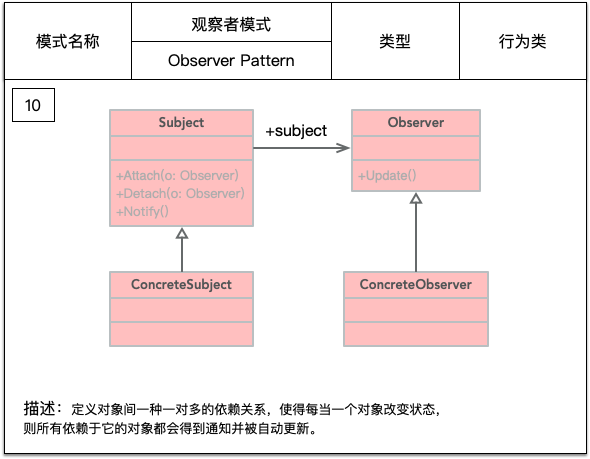 模式名称
观察者模式
Observer Pattern
类型
行为类
10
Subject
+Attach(o: Observer)
+Detach(o: Observer)
+Notify()
+subject
Observer
+Update()
ConcreteSubject
ConcreteObserver
描述：定义对象间一种一对多的依赖关系，使得每当一个对象改变状态，
则所有依赖于它的对象都会得到通知并被自动更新。